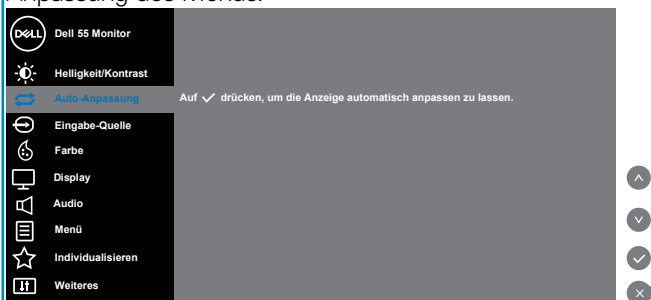 Anpassung des Menüs.
DELL
Dell 55 Monitor
Helligkeit/Kontrast
Auto-Anpassung
Auf ✓ drücken, um die Anzeige automatisch anpassen zu lassen.
Eingabe-Quelle
Farbe
Display
Audio
Menü
Individualisieren
Weiteres